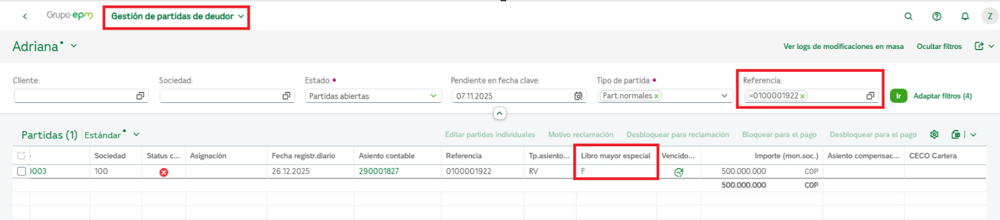 Grupo·epm Gestión de partidas de deudor Z
Adriana Ver logs de modificaciones en masa Ocultar filtros
Cliente: Sociedad: Estado: Pendiente en fecha clave: Tipo de partida: Referencia:
Partidas abiertas 07.11.2025 Part.normales =0100001922 Ir Adaptar filtros (4)
Partidas (1) Estándar Editar partidas individuales Motivo reclamación Desbloquear para reclamación Bloquear para el pago Desbloquear para el pago
Sociedad Status c... Asignación Fecha registr.diario Asiento contable Referencia Tp.asiento... Libro mayor especial Vencido... Importe (mon.soc.) Asiento compensac... CECO Cartera
0003 100 26.12.2025 290001827 0100001922 RV F 500.000.000 COP
500.000.000 COP